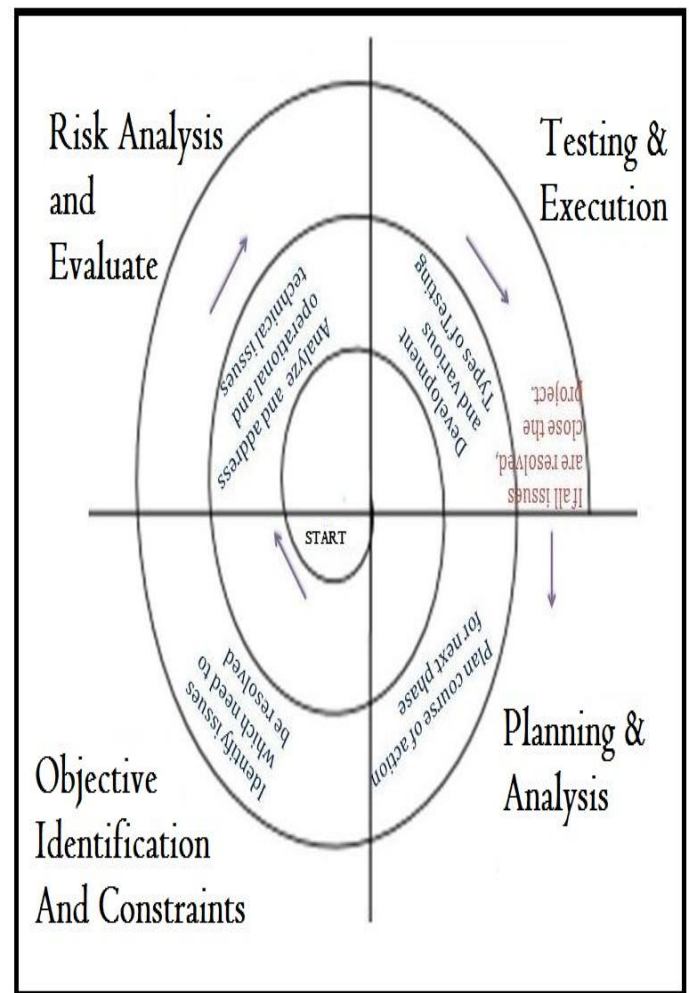 Risk Analysis
and
Evaluate
Testing &
Execution
Analyze and address
operational and
technical issues
Development
and various
Types of Testing
If all issues
are resolved,
close the
project.
START
Identify issues
which need to
be resolved
Plan course of action
for next phase
Objective
Identification
And Constraints
Planning &
Analysis